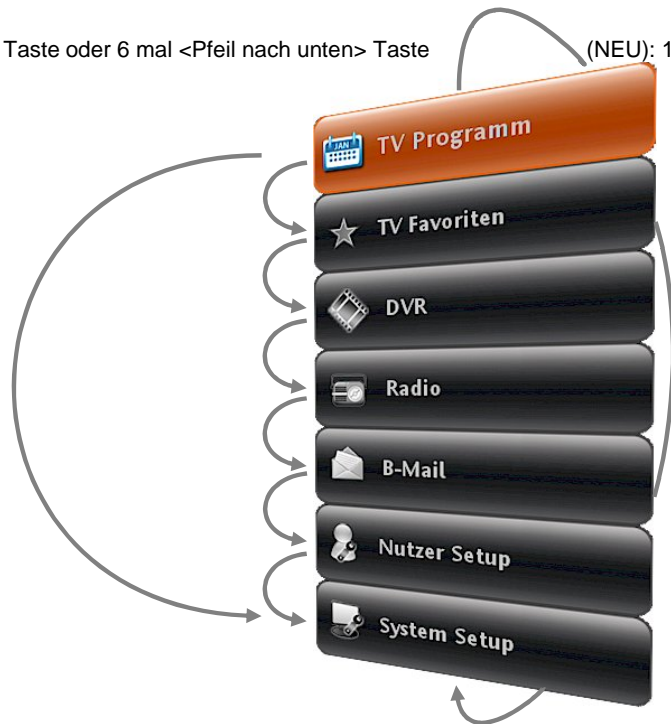 Taste oder 6 mal <Pfeil nach unten> Taste (NEU): 1
JAN
TV Programm
TV Favoriten
DVR
Radio
B-Mail
Nutzer Setup
System Setup